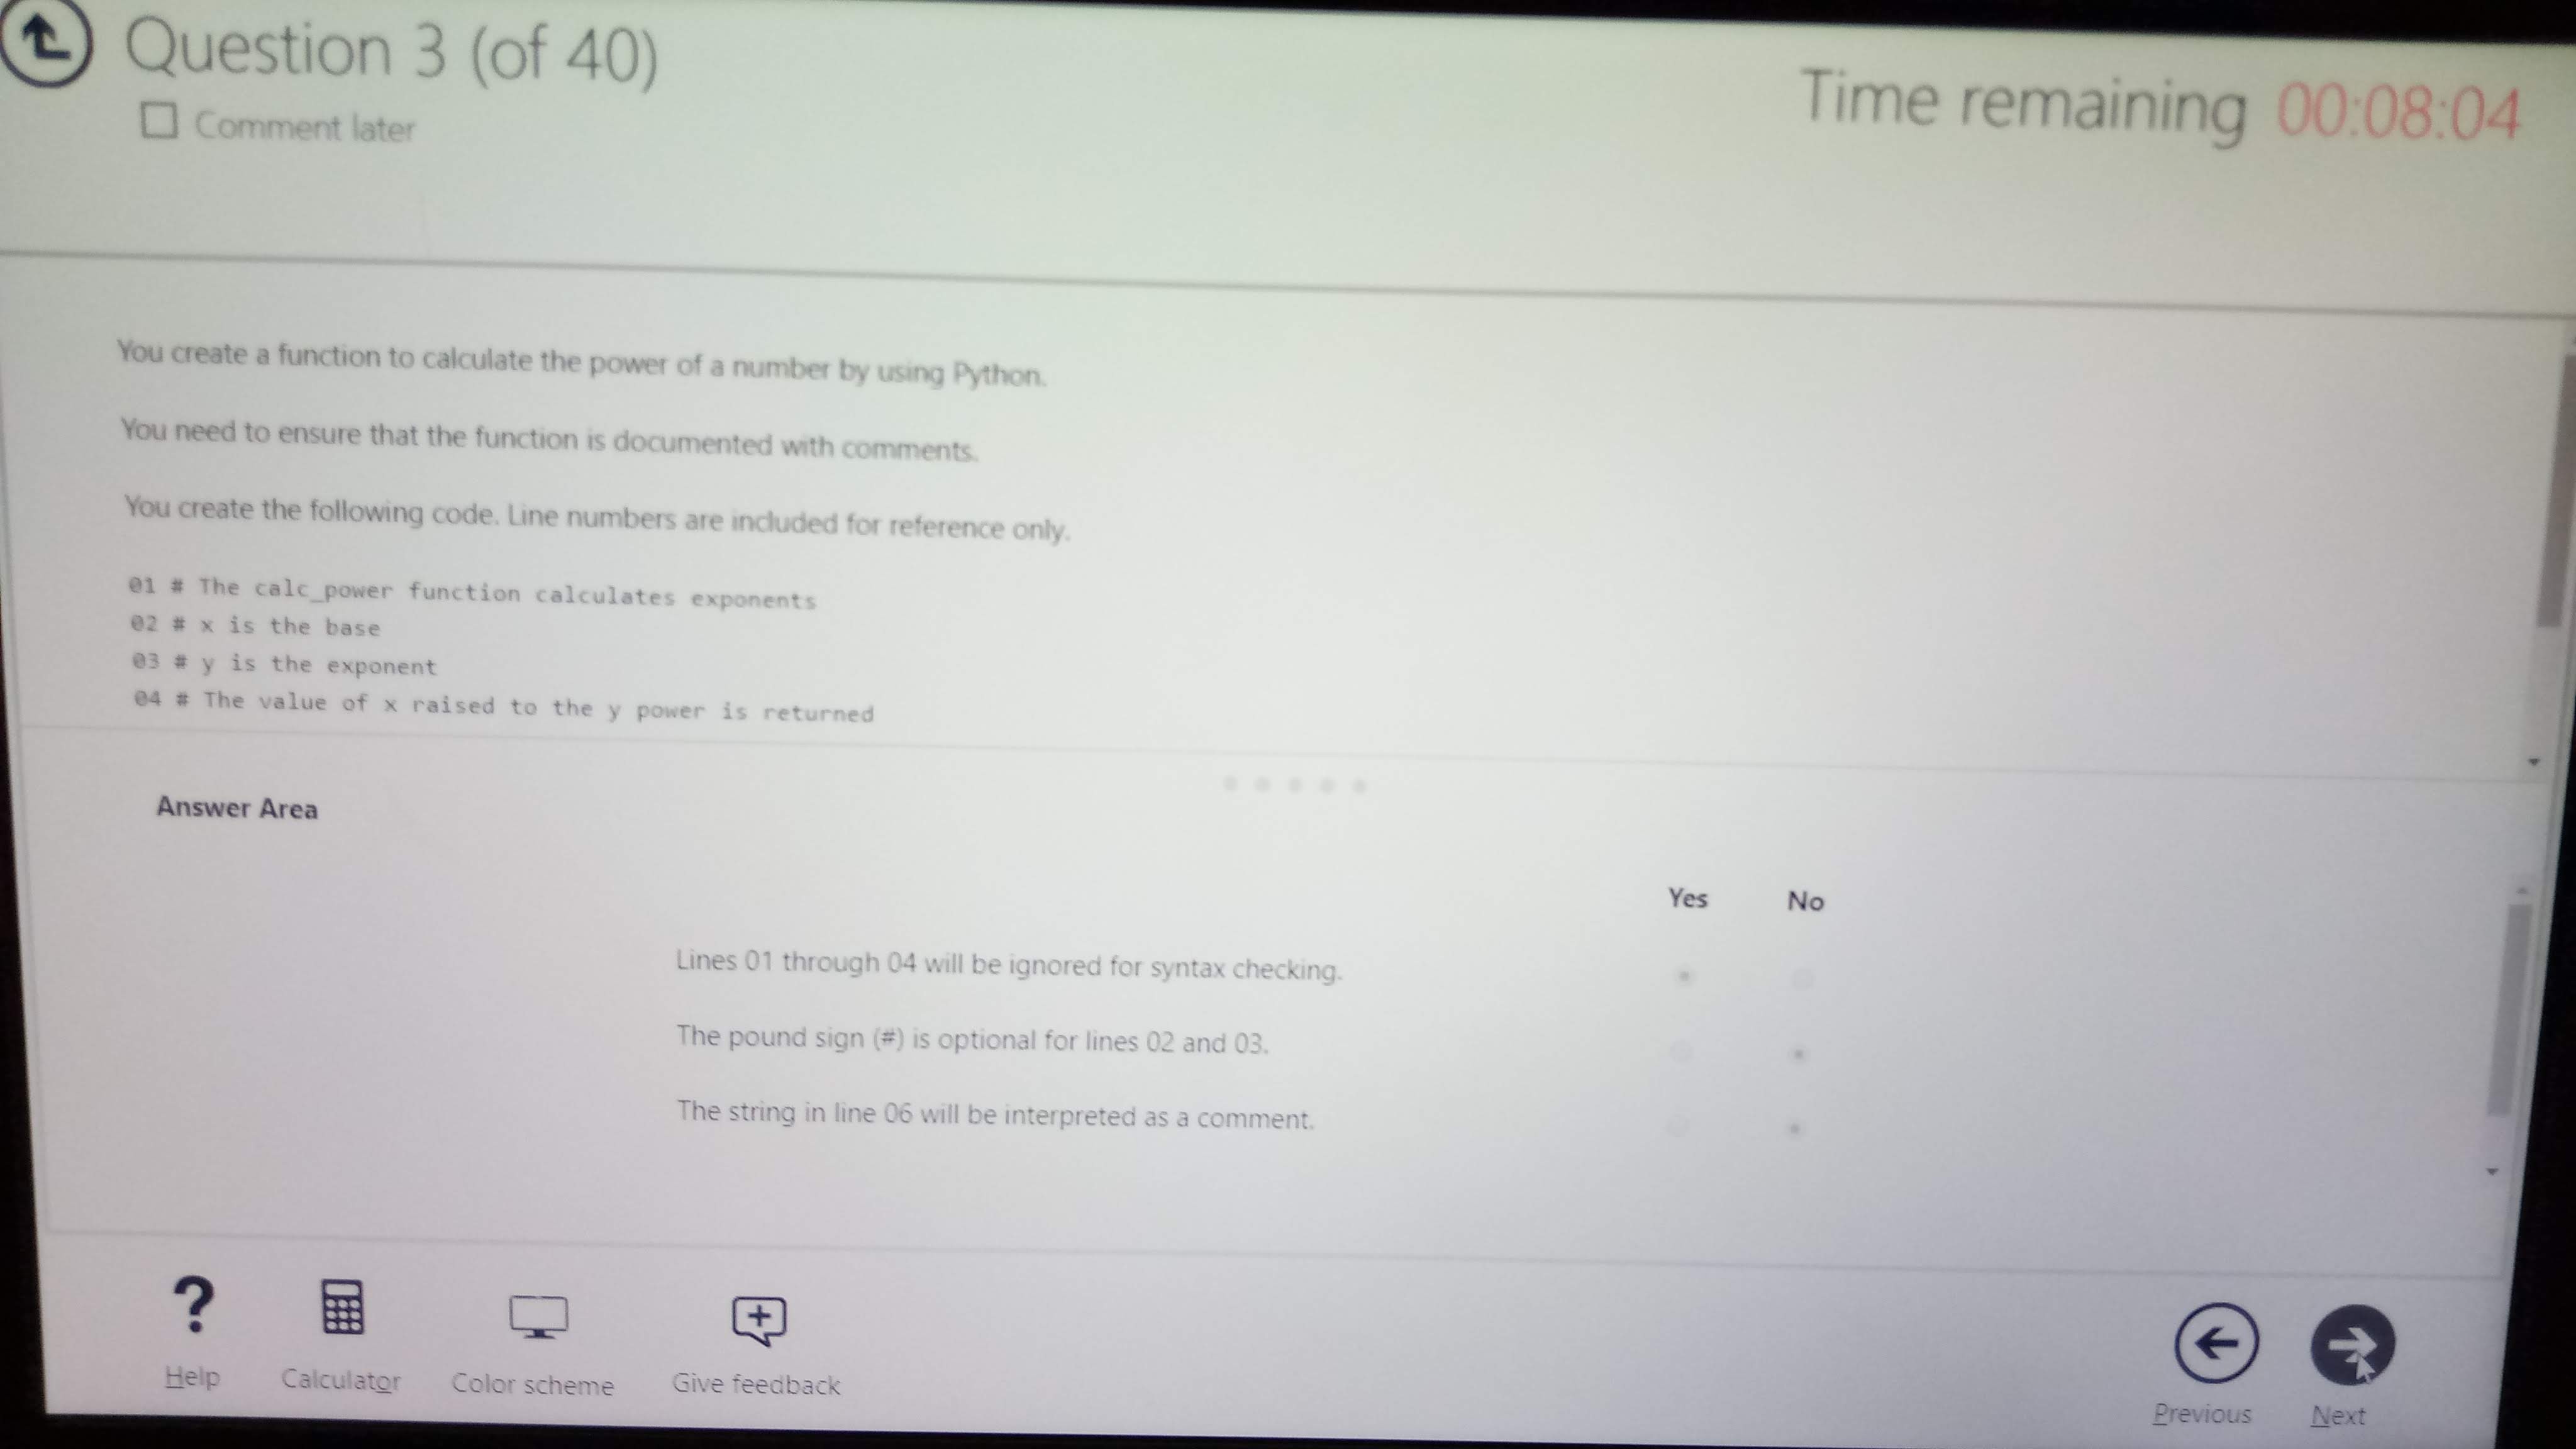 Question 3 (of 40)
Comment later
Time remaining 00:08:04
You create a function to calculate the power of a number by using Python.
You need to ensure that the function is documented with comments.
You create the following code. Line numbers are included for reference only.
01 # The calc_power function calculates exponents
02 # x is the base
03 # y is the exponent
04 # The value of x raised to the y power is returned
Answer Area
Yes No
Lines 01 through 04 will be ignored for syntax checking.
The pound sign (#) is optional for lines 02 and 03.
The string in line 06 will be interpreted as a comment.
Help Calculator Color scheme Give feedback Previous Next